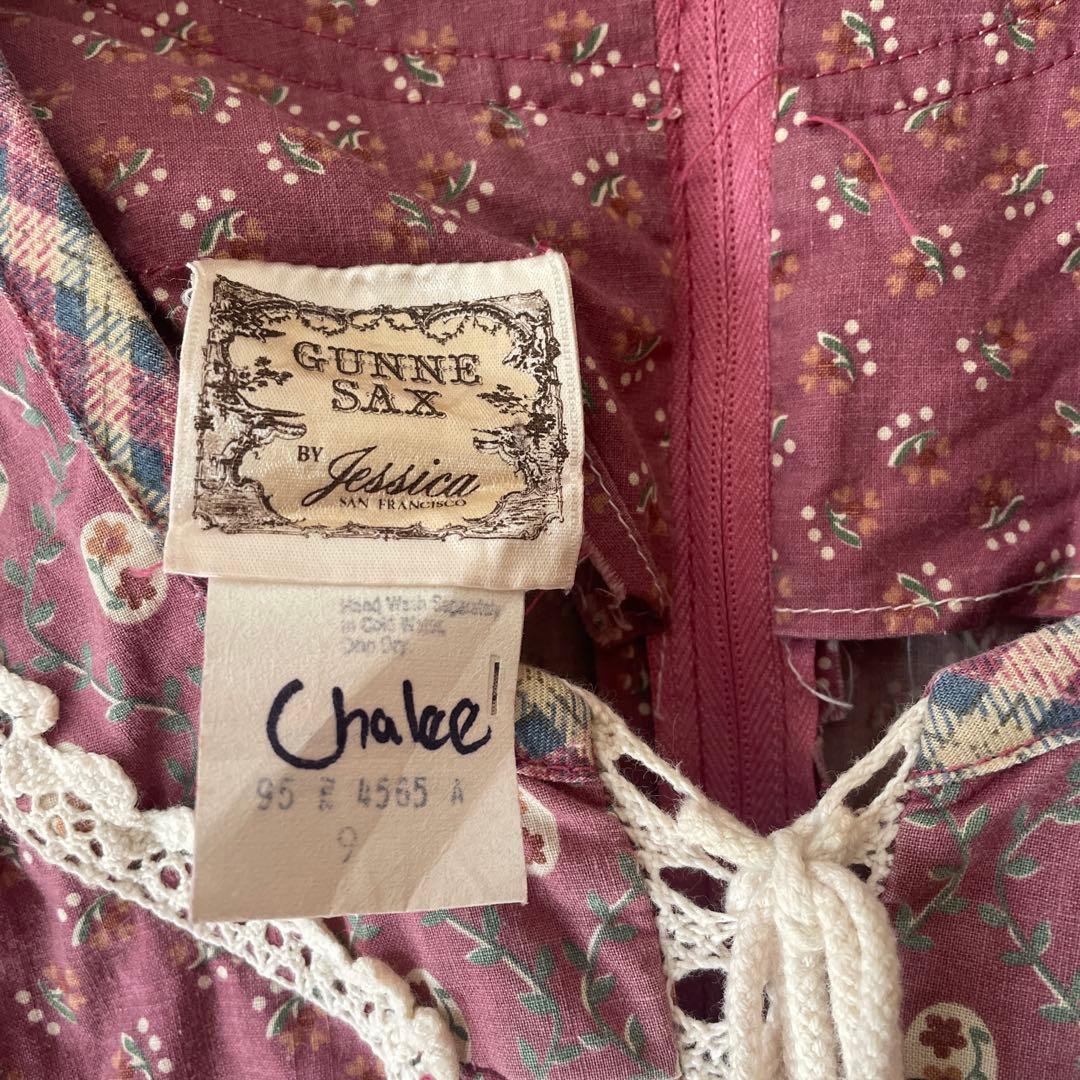 GUNNE
SAX
BY Jessica
SAN FRANCISCO
Hand Wash Separately
in Cold Water,
Drip Dry.
Chalee
95 4565 A
9